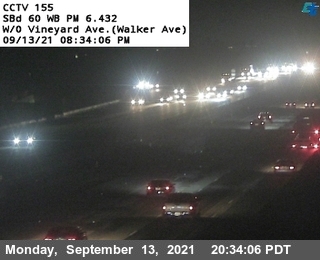 CCTV 155
SBd 60 WB PM 6.432
W/O Vineyard Ave.(Walker Ave)
09/13/21 08:34:06 PM
Monday, September 13, 2021 20:34:06 PDT